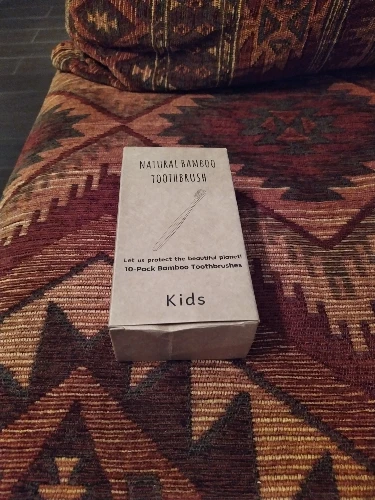 NATURAL BAMBOO
TOOTHBRUSH
Let us protect the beautiful planet!
10-Pack Bamboo Toothbrushes
Kids